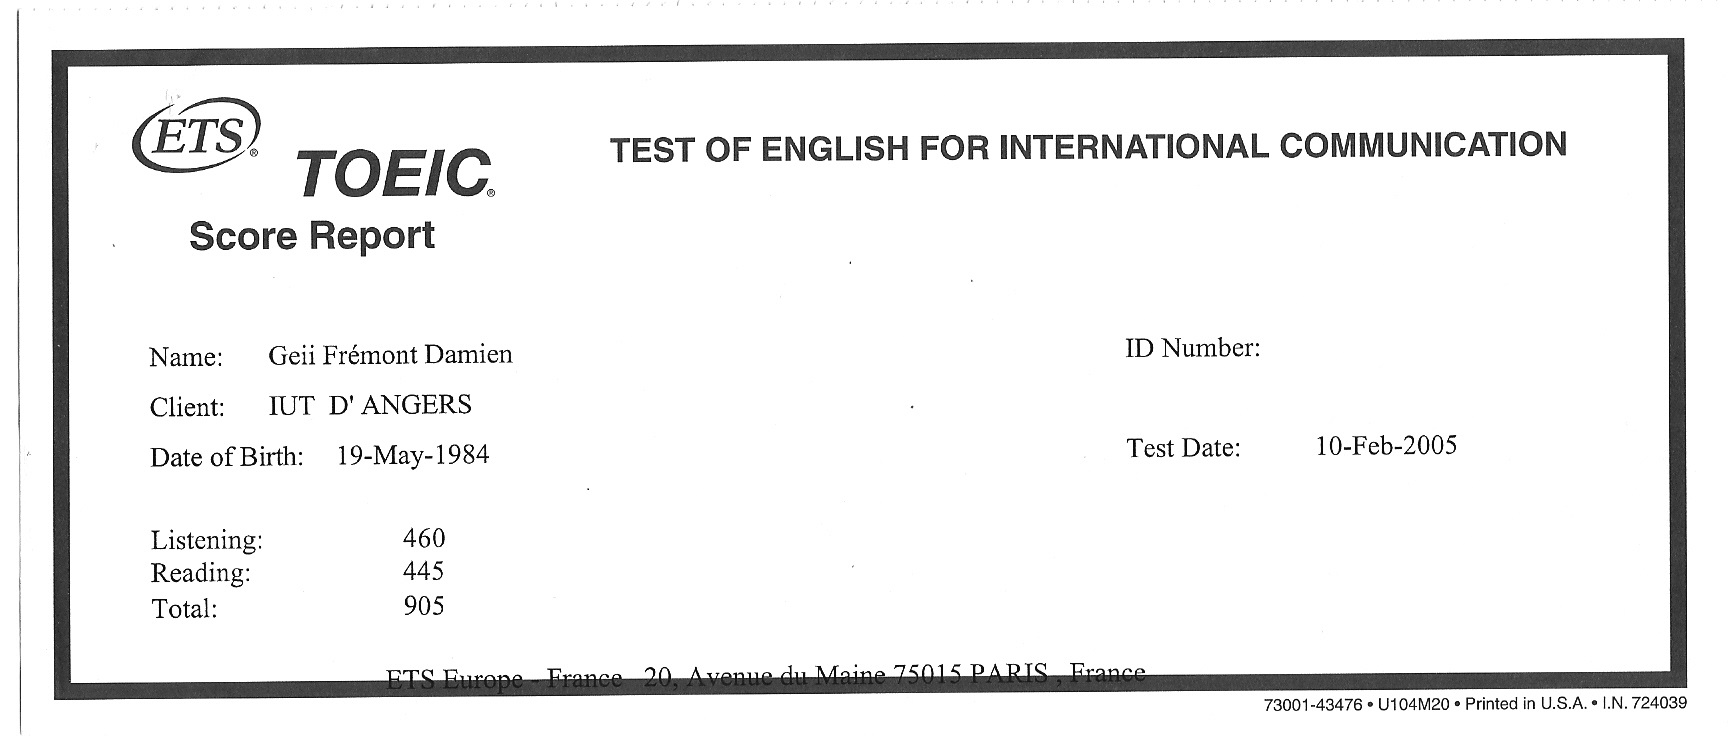 ETS®
TOEIC®
TEST OF ENGLISH FOR INTERNATIONAL COMMUNICATION
Score Report
Name: Geii Frémont Damien
ID Number:
Client: IUT D' ANGERS
Date of Birth: 19-May-1984
Test Date: 10-Feb-2005
Listening: 460
Reading: 445
Total: 905
ETS Europe - France 20, Avenue du Maine 75015 PARIS , France
73001-43476 • U104M20 • Printed in U.S.A. • I.N. 724039